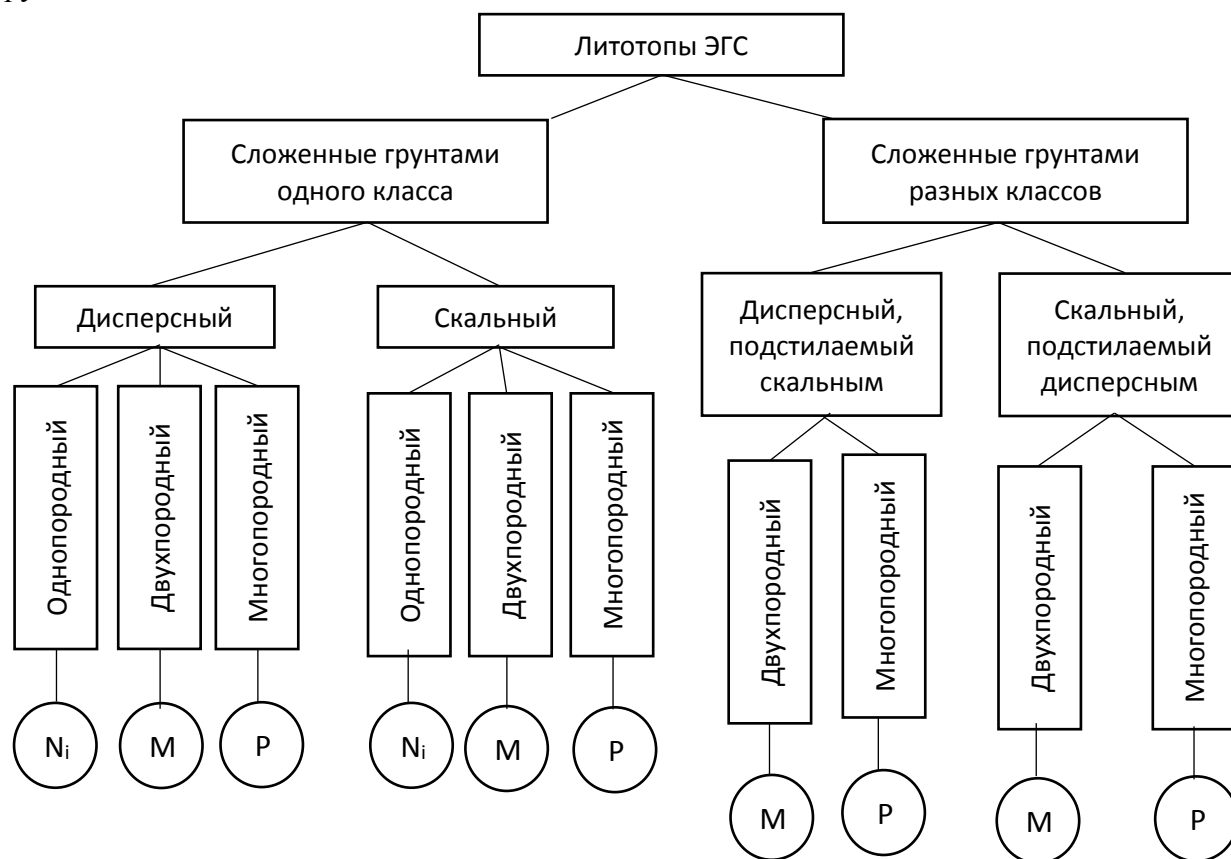 Литотопы ЭГС
Сложенные грунтами
одного класса
Сложенные грунтами
разных классов
Дисперсный
Скальный
Дисперсный,
подстилаемый
скальным
Скальный,
подстилаемый
дисперсным
Однопородный
Двухпородный
Многопородный
Однопородный
Двухпородный
Многопородный
Двухпородный
Многопородный
Двухпородный
Многопородный
Ni
M
P
Ni
M
P
M
P
M
P